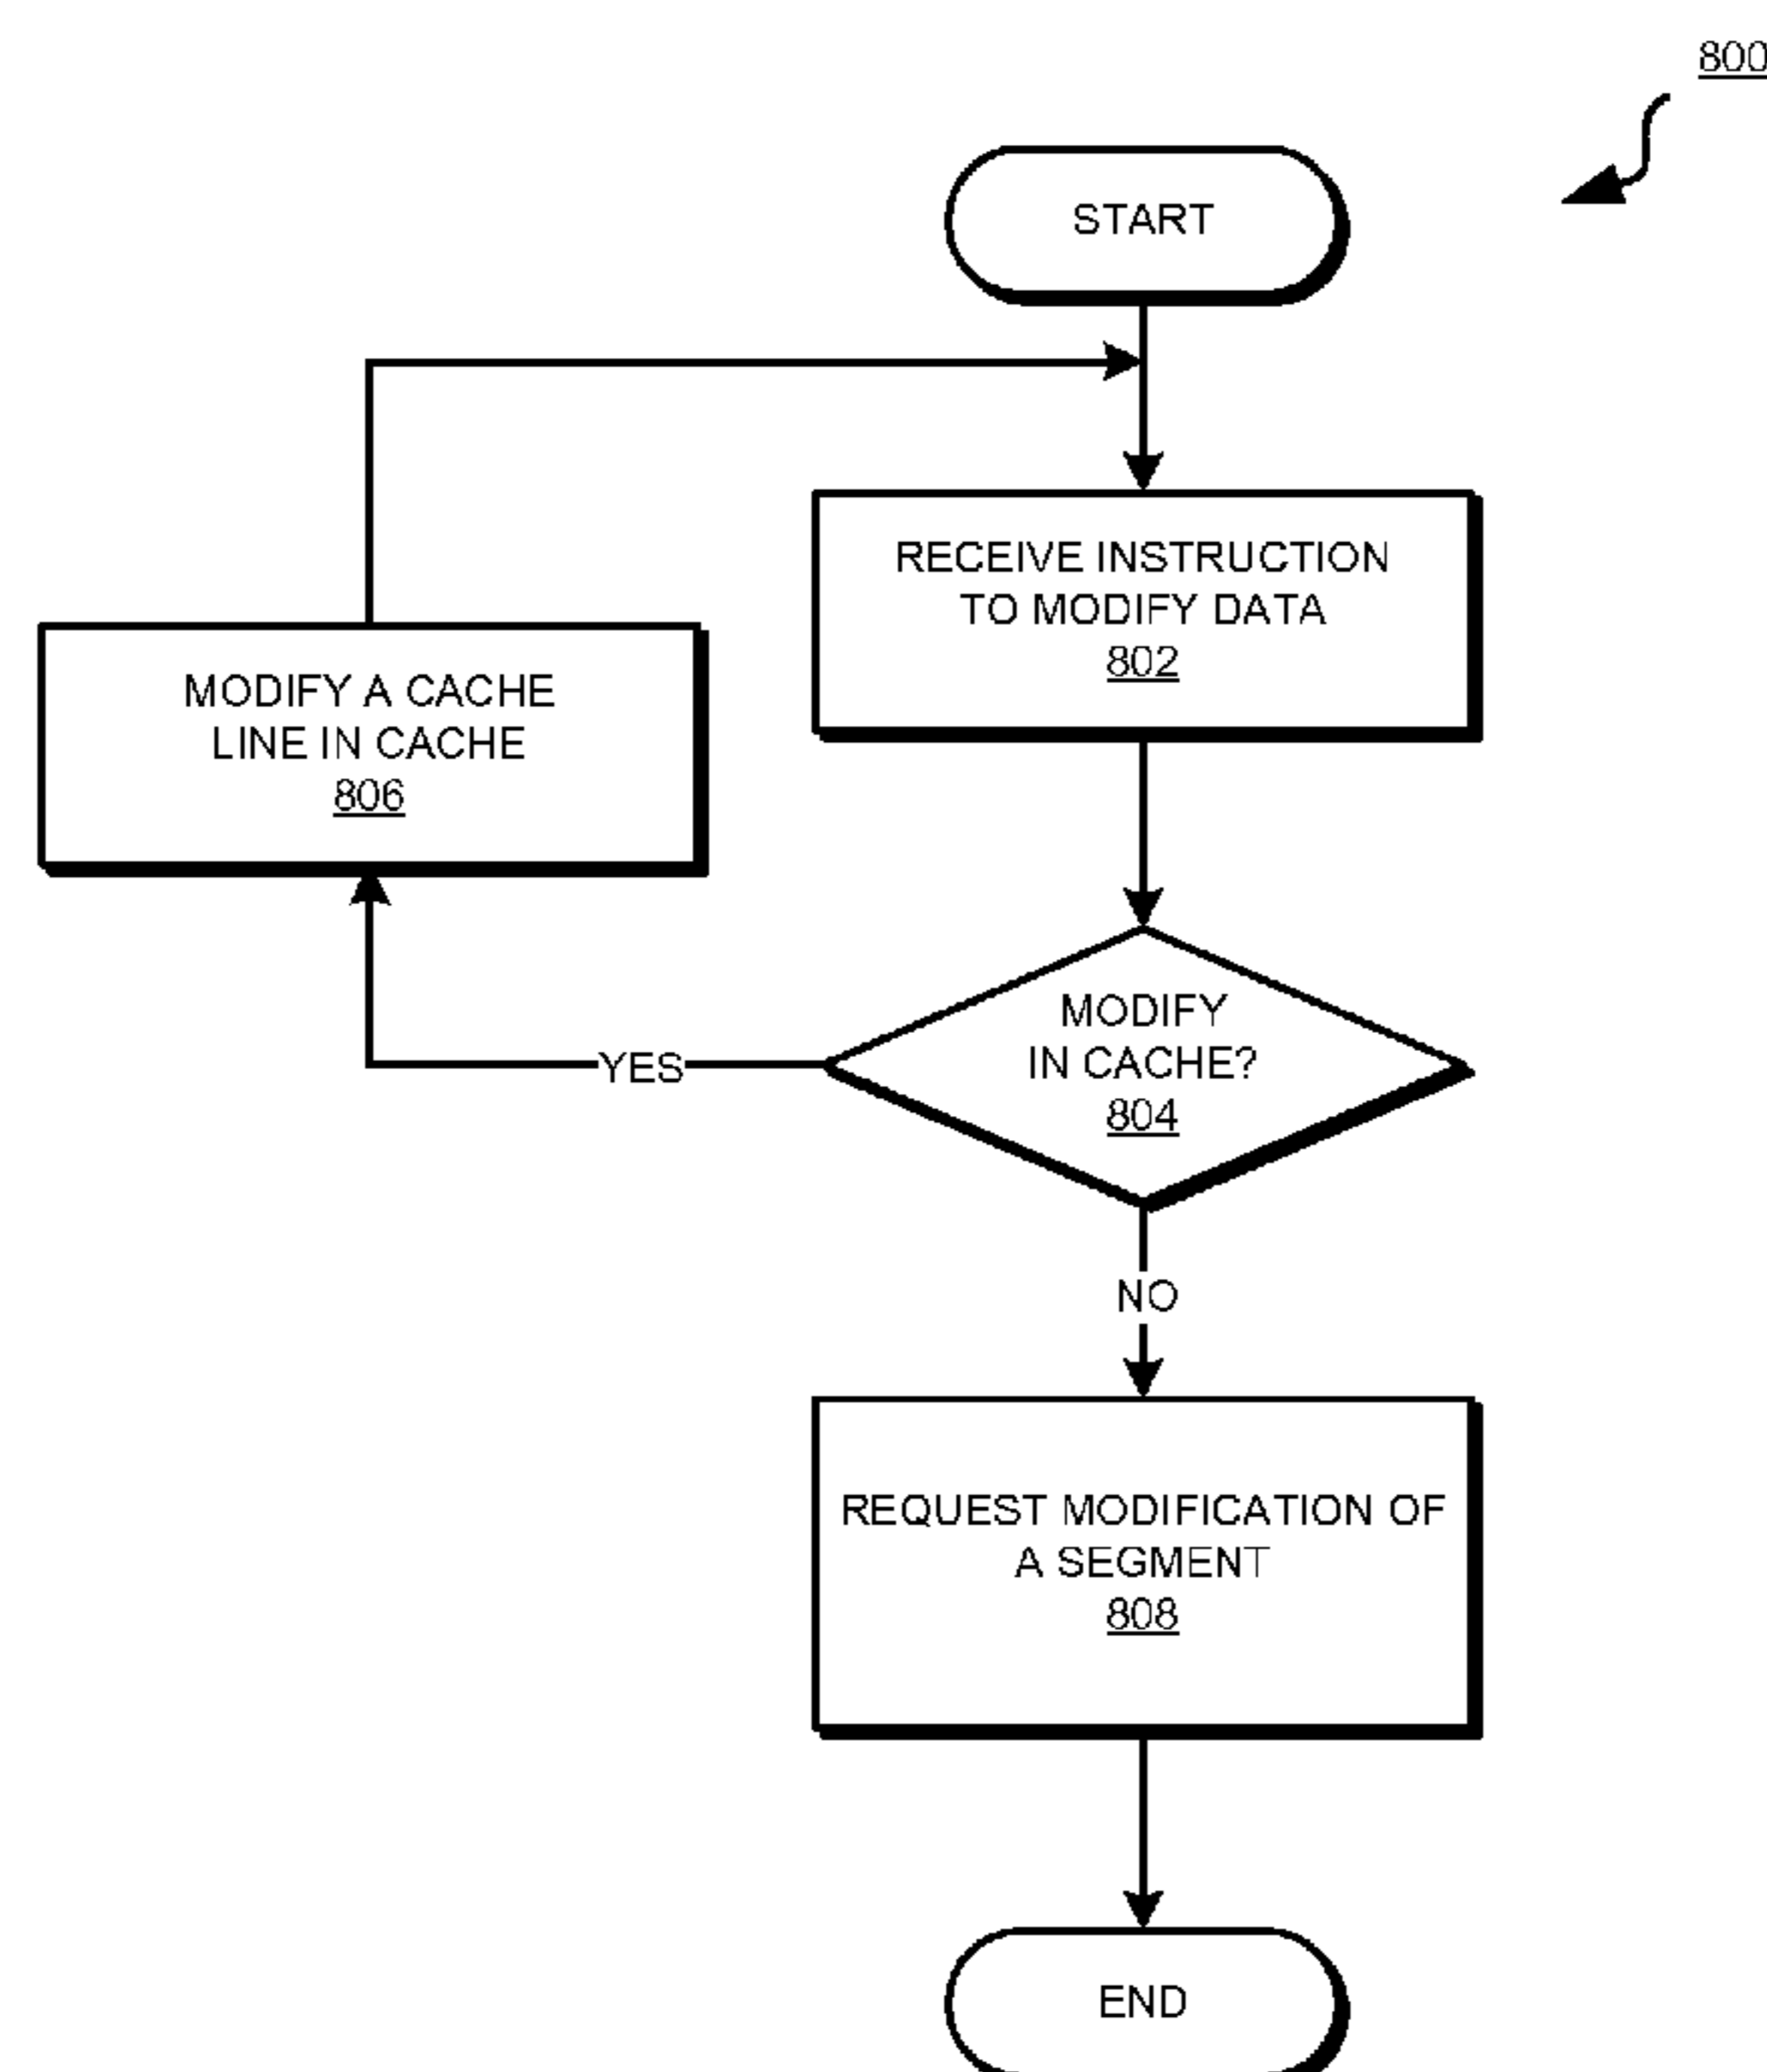 800
START
RECEIVE INSTRUCTION
TO MODIFY DATA
802
MODIFY A CACHE
LINE IN CACHE
806
MODIFY
IN CACHE?
804
YES
NO
REQUEST MODIFICATION OF
A SEGMENT
808
END